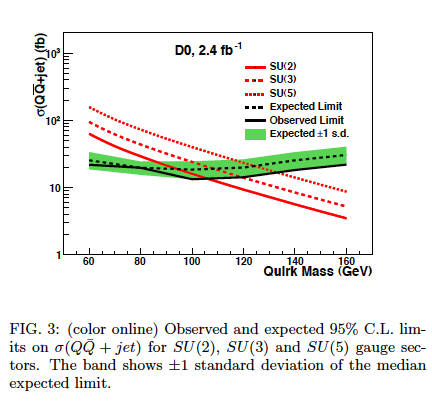 D0, 2.4 fb⁻¹
SU(2)
SU(3)
SU(5)
Expected Limit
Observed Limit
Expected ±1 s.d.
σ(QQ̄+jet) (fb)
10³
10²
10
1
60 80 100 120 140 160
Quirk Mass (GeV)
FIG. 3: (color online) Observed and expected 95% C.L. lim-
its on σ(QQ̄ + jet) for SU(2), SU(3) and SU(5) gauge sec-
tors. The band shows ±1 standard deviation of the median
expected limit.